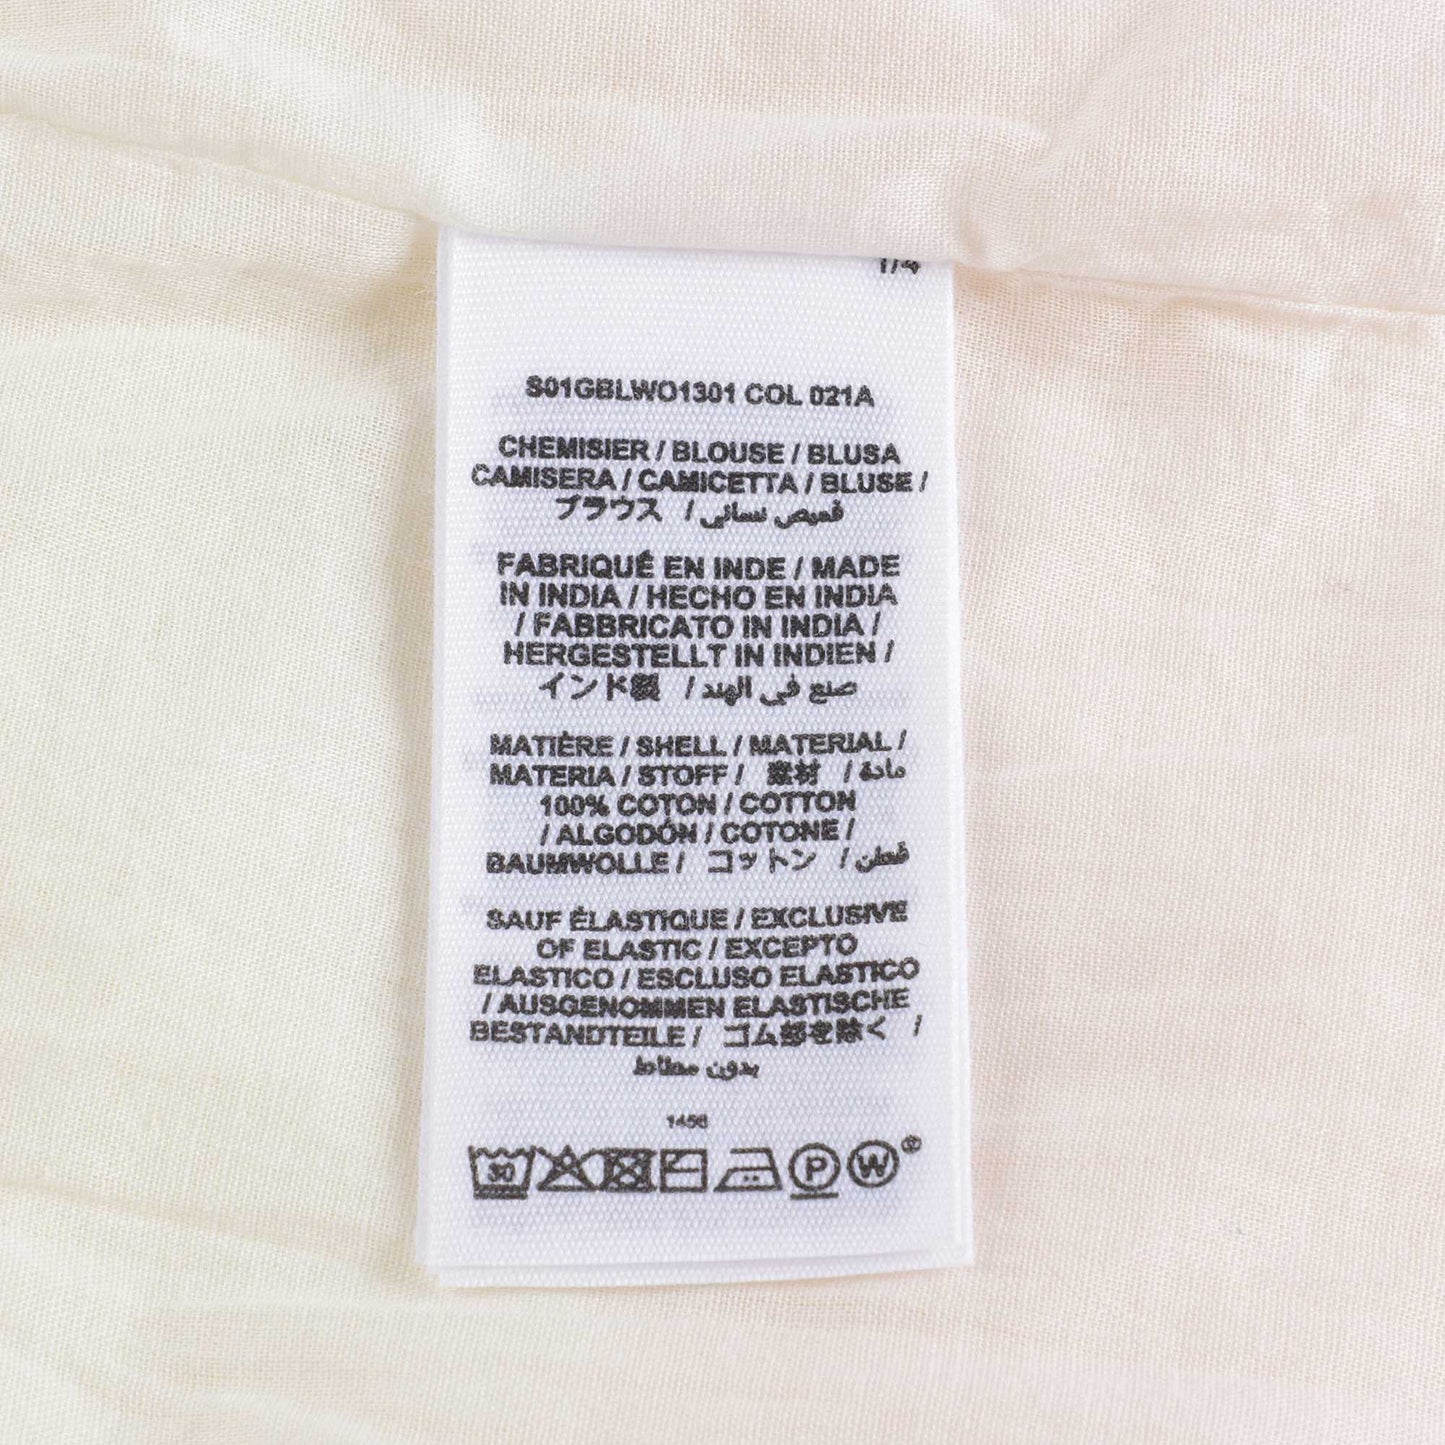 1/4
S01GBLWO1301 COL 021A
CHEMISIER / BLOUSE / BLUSA
CAMISERA / CAMICETTA / BLUSE /
ブラウス / قميص نسائي
FABRIQUÉ EN INDE / MADE
IN INDIA / HECHO EN INDIA
/ FABBRICATO IN INDIA /
HERGESTELLT IN INDIEN /
インド製 / صنع في الهند
MATIÈRE / SHELL / MATERIAL /
MATERIA / STOFF / 素材 / مادة
100% COTON / COTTON
/ ALGODÓN / COTONE /
BAUMWOLLE / コットン / قطن
SAUF ÉLASTIQUE / EXCLUSIVE
OF ELASTIC / EXCEPTO
ELASTICO / ESCLUSO ELASTICO
/ AUSGENOMMEN ELASTISCHE
BESTANDTEILE / ゴム部を除く /
بدون مطاط
1456
30 P W ®